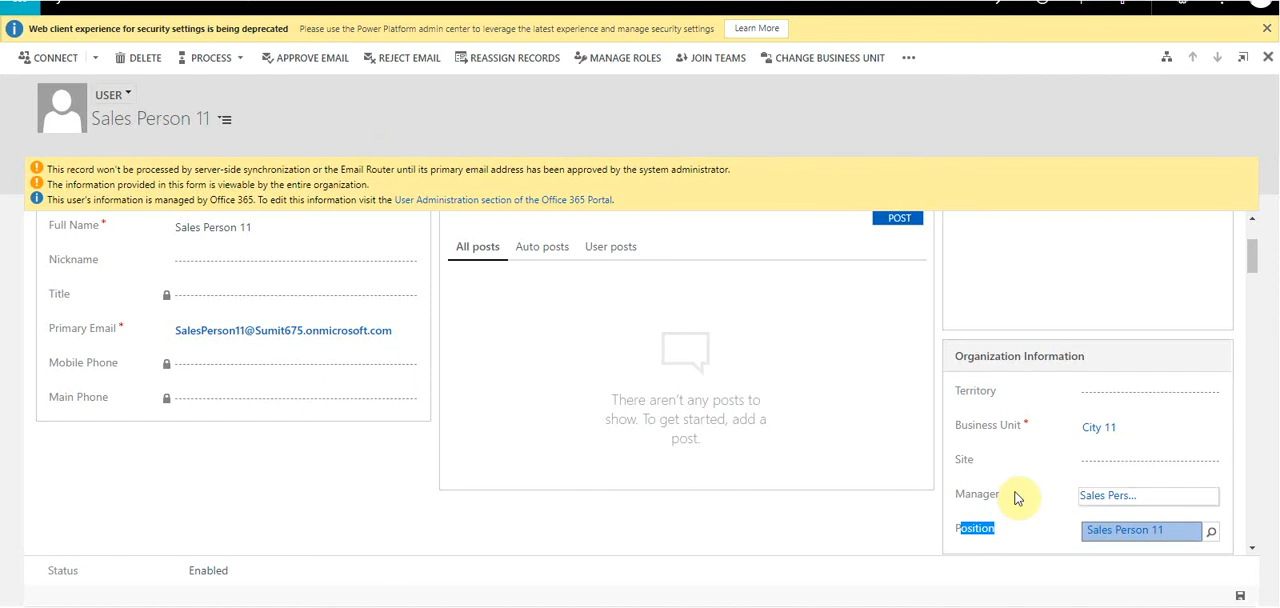 Web client experience for security settings is being deprecated Please use the Power Platform admin center to leverage the latest experience and manage security settings Learn More
CONNECT DELETE PROCESS APPROVE EMAIL REJECT EMAIL REASSIGN RECORDS MANAGE ROLES JOIN TEAMS CHANGE BUSINESS UNIT
USER
Sales Person 11
This record won't be processed by server-side synchronization or the Email Router until its primary email address has been approved by the system administrator.
The information provided in this form is viewable by the entire organization.
This user's information is managed by Office 365. To edit this information visit the User Administration section of the Office 365 Portal.
Full Name* Sales Person 11
Nickname
Title
Primary Email* SalesPerson11@Sumit675.onmicrosoft.com
Mobile Phone
Main Phone
POST
All posts Auto posts User posts
There aren't any posts to
show. To get started, add a
post.
Organization Information
Territory
Business Unit* City 11
Site
Manager Sales Pers...
Position Sales Person 11
Status Enabled